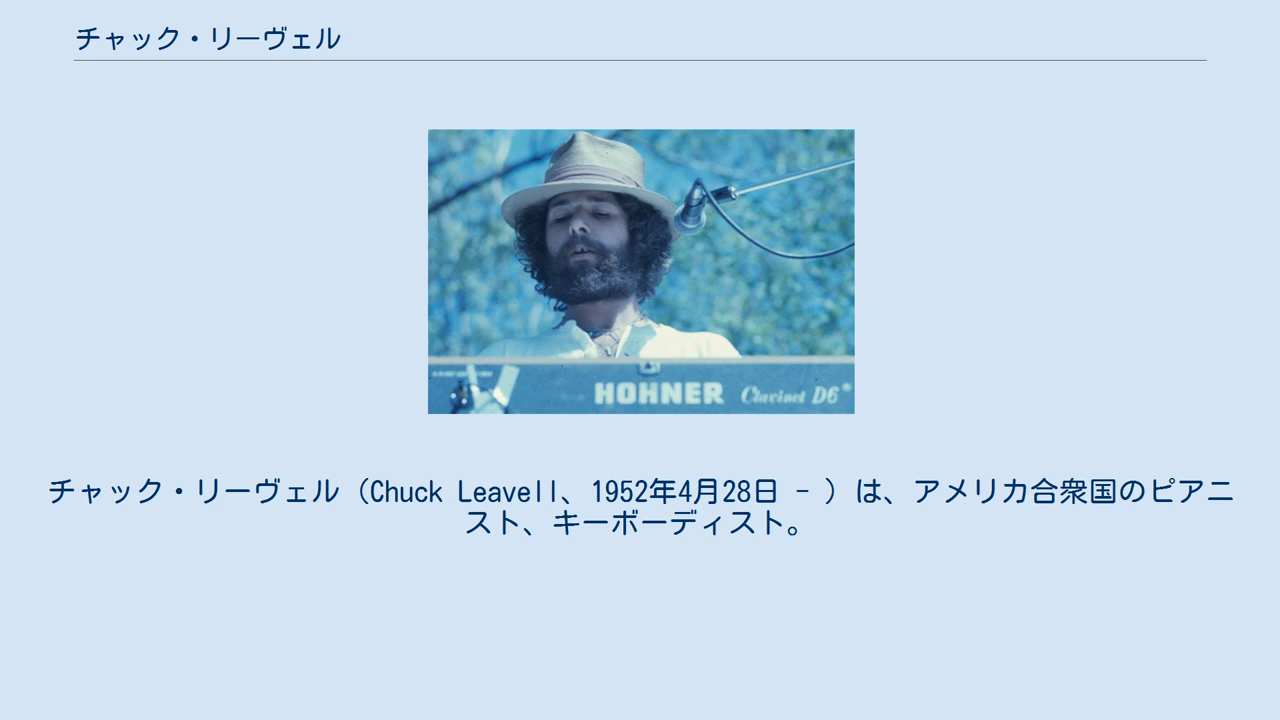 チャック・リーヴェル
HOHNER Clavinet D6
チャック・リーヴェル（Chuck Leavell、1952年4月28日 - ）は、アメリカ合衆国のピアニ
スト、キーボーディスト。